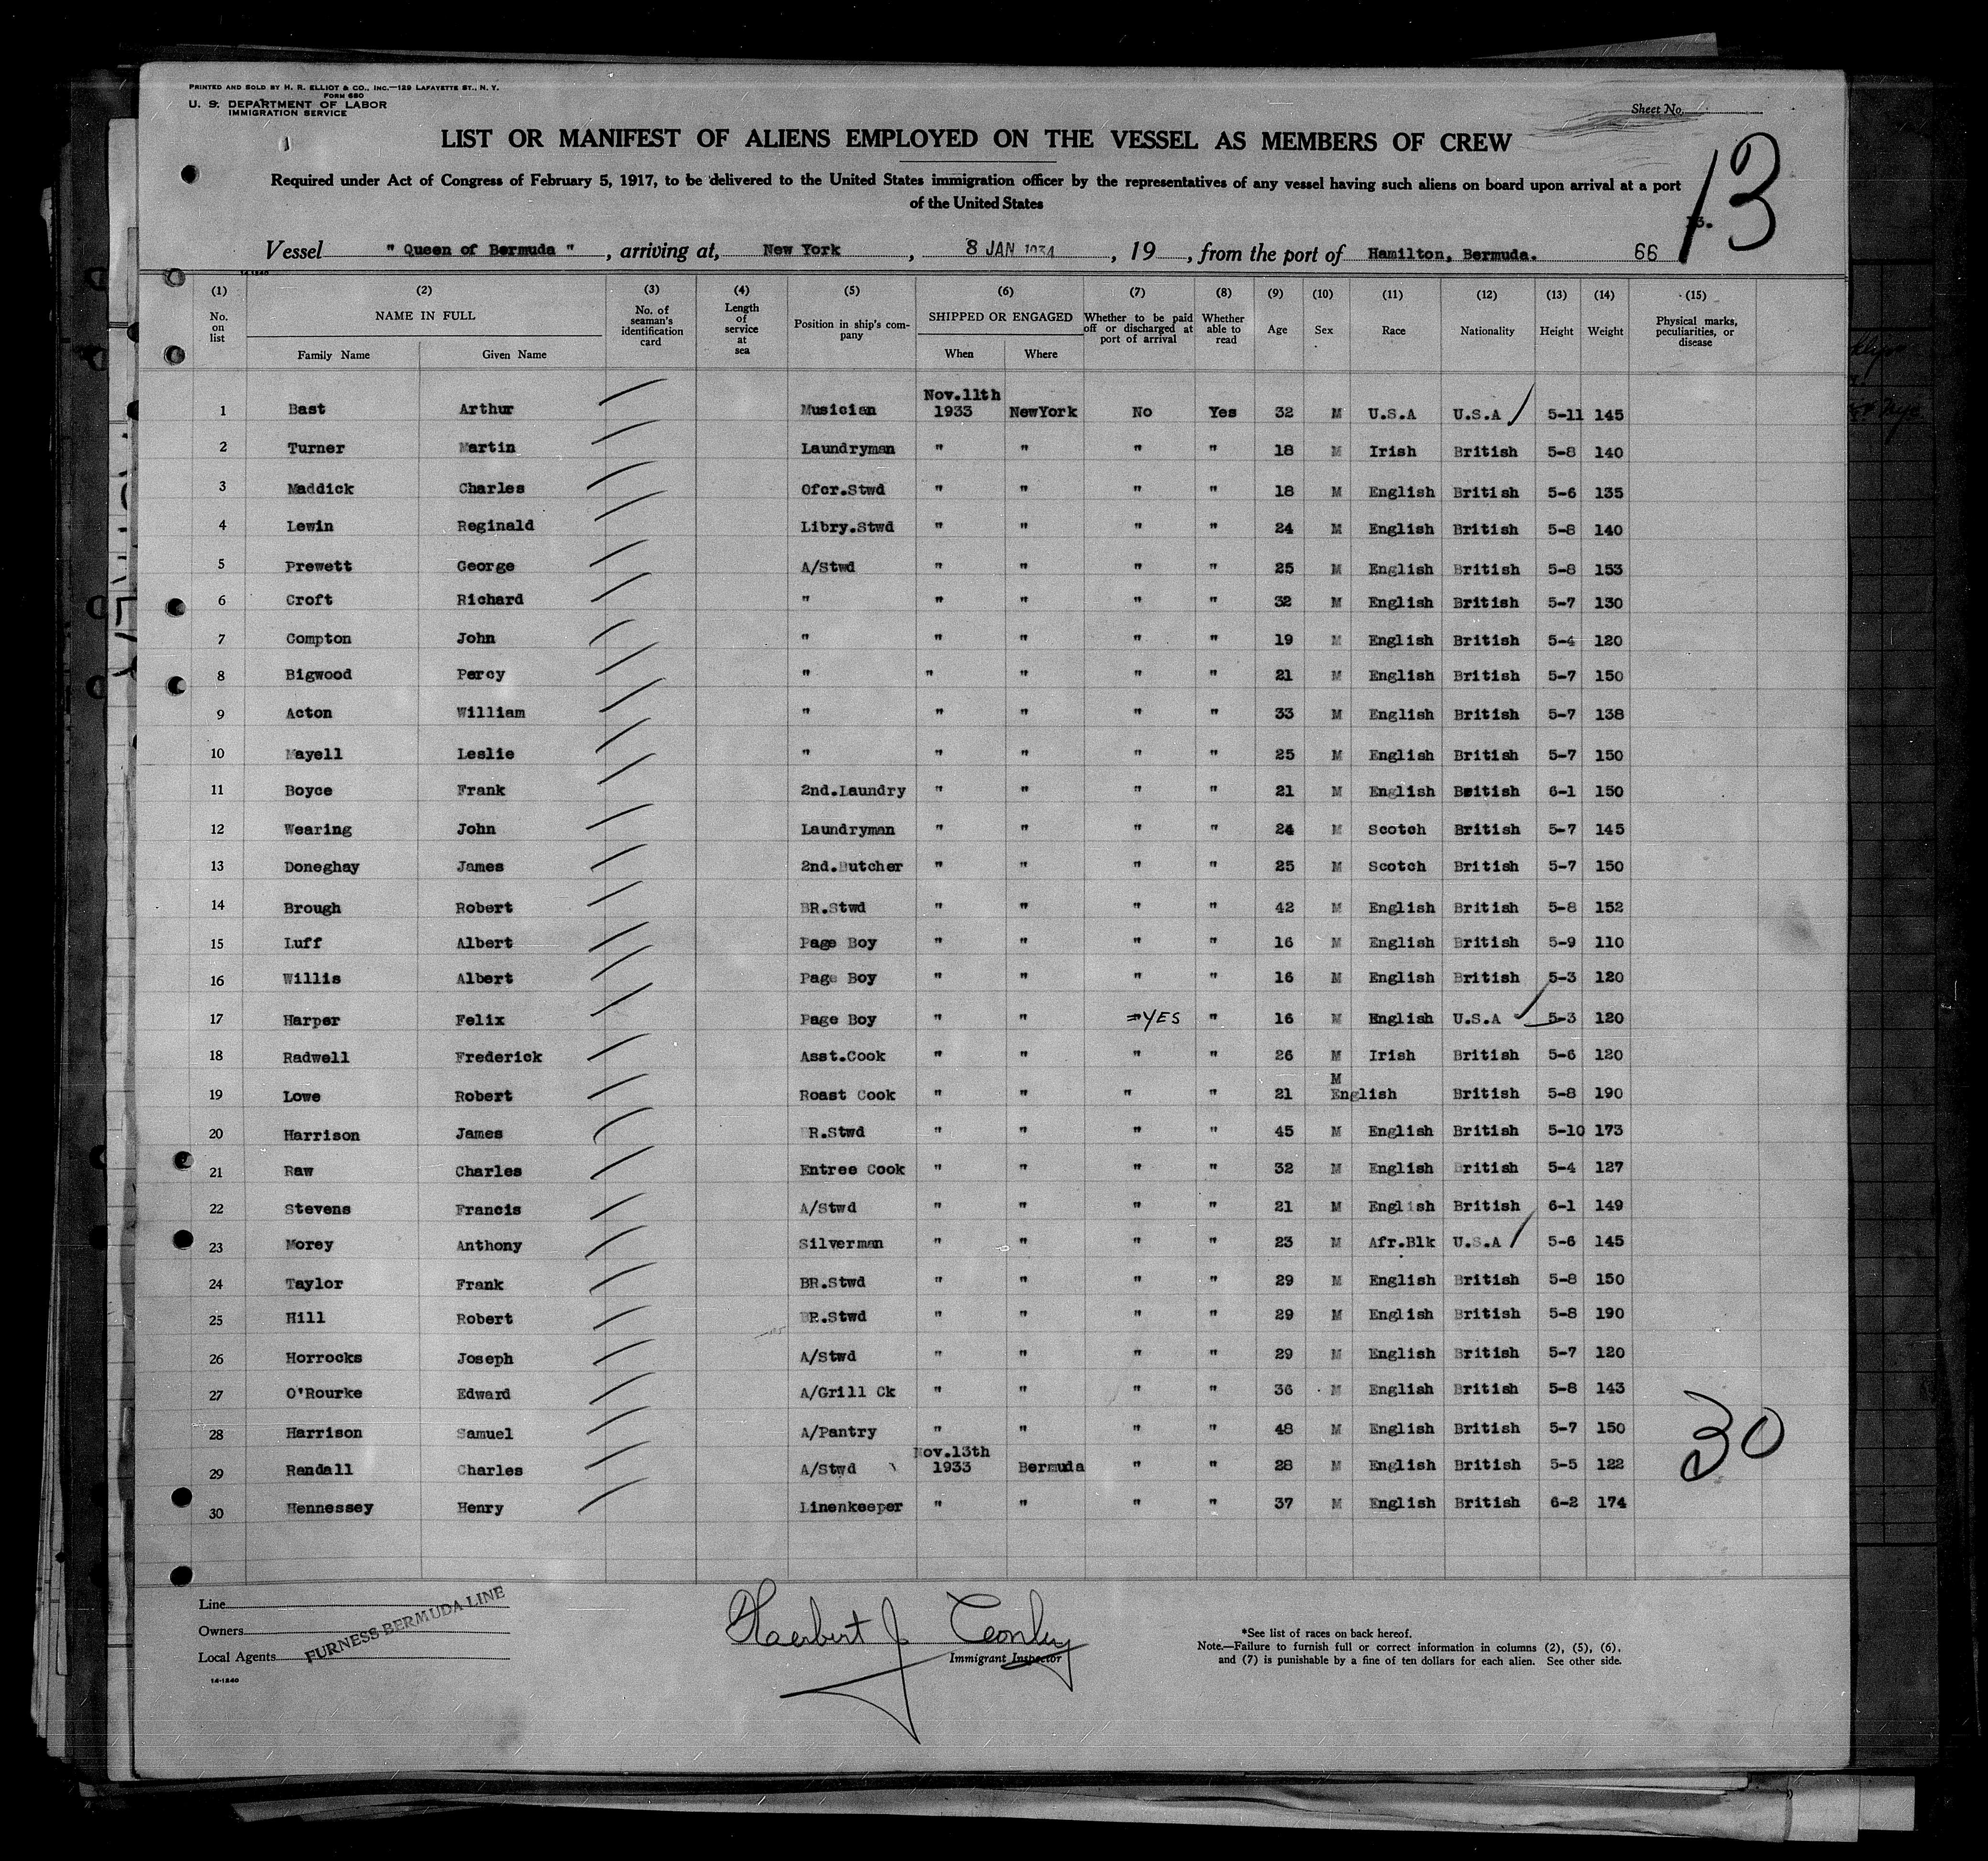 PRINTED AND SOLD BY H. R. ELLIOT & CO., INC.—129 LAFAYETTE ST., N. Y.
FORM 680
U. S. DEPARTMENT OF LABOR
IMMIGRATION SERVICE
Sheet No.
LIST OR MANIFEST OF ALIENS EMPLOYED ON THE VESSEL AS MEMBERS OF CREW
13
Required under Act of Congress of February 5, 1917, to be delivered to the United States immigration officer by the representatives of any vessel having such aliens on board upon arrival at a port
of the United States
Vessel " Queen of Bermuda " , arriving at, New York , 8 JAN 1934 , 19 , from the port of Hamilton, Bermuda. 66
14-1240
(1) (2) (3) (4) (5) (6) (7) (8) (9) (10) (11) (12) (13) (14) (15)
No. on list NAME IN FULL No. of seaman's identification card Length of service at sea Position in ship's company SHIPPED OR ENGAGED Whether to be paid off or discharged at port of arrival Whether able to read Age Sex Race Nationality Height Weight Physical marks, peculiarities, or disease
Family Name Given Name When Where
1 Bast Arthur Musician Nov.11th 1933 NewYork No Yes 32 M U.S.A U.S.A 5-11 145
2 Turner Martin Laundryman " " " " 18 M Irish British 5-8 140
3 Maddick Charles Ofcr.Stwd " " " " 18 M English British 5-6 135
4 Lewin Reginald Libry.Stwd " " " " 24 M English British 5-8 140
5 Prewett George A/Stwd " " " " 25 M English British 5-8 153
6 Croft Richard " " " " " 32 M English British 5-7 130
7 Compton John " " " " " 19 M English British 5-4 120
8 Bigwood Percy " " " " " 21 M English British 5-7 150
9 Acton William " " " " " 33 M English British 5-7 138
10 Mayell Leslie " " " " " 25 M English British 5-7 150
11 Boyce Frank 2nd.Laundry " " " " 21 M English British 6-1 150
12 Wearing John Laundryman " " " " 24 M Scotch British 5-7 145
13 Doneghay James 2nd.Butcher " " " " 25 M Scotch British 5-7 150
14 Brough Robert BR.Stwd " " " " 42 M English British 5-8 152
15 Luff Albert Page Boy " " " " 16 M English British 5-9 110
16 Willis Albert Page Boy " " " " 16 M English British 5-3 120
17 Harper Felix Page Boy " " " YES " 16 M English U.S.A 5-3 120
18 Radwell Frederick Asst.Cook " " " " 26 M Irish British 5-6 120
19 Lowe Robert Roast Cook " " " " 21 M English British 5-8 190
20 Harrison James BR.Stwd " " " " 45 M English British 5-10 173
21 Raw Charles Entree Cook " " " " 32 M English British 5-4 127
22 Stevens Francis A/Stwd " " " " 21 M English British 6-1 149
23 Morey Anthony Silverman " " " " 23 M Afr.Blk U.S.A 5-6 145
24 Taylor Frank BR.Stwd " " " " 29 M English British 5-8 150
25 Hill Robert BR.Stwd " " " " 29 M English British 5-8 190
26 Horrocks Joseph A/Stwd " " " " 29 M English British 5-7 120
27 O'Rourke Edward A/Grill Ck " " " " 36 M English British 5-8 143
28 Harrison Samuel A/Pantry " " " " 48 M English British 5-7 150
29 Randall Charles A/Stwd Nov.13th 1933 Bermuda " " 28 M English British 5-5 122
30 Hennessey Henry Linenkeeper " " " " 37 M English British 6-2 174
30
Line
Owners
Local Agents
FURNESS BERMUDA LINE
14-1240
Herbert J Conley
Immigrant Inspector
*See list of races on back hereof.
Note.—Failure to furnish full or correct information in columns (2), (5), (6),
and (7) is punishable by a fine of ten dollars for each alien. See other side.